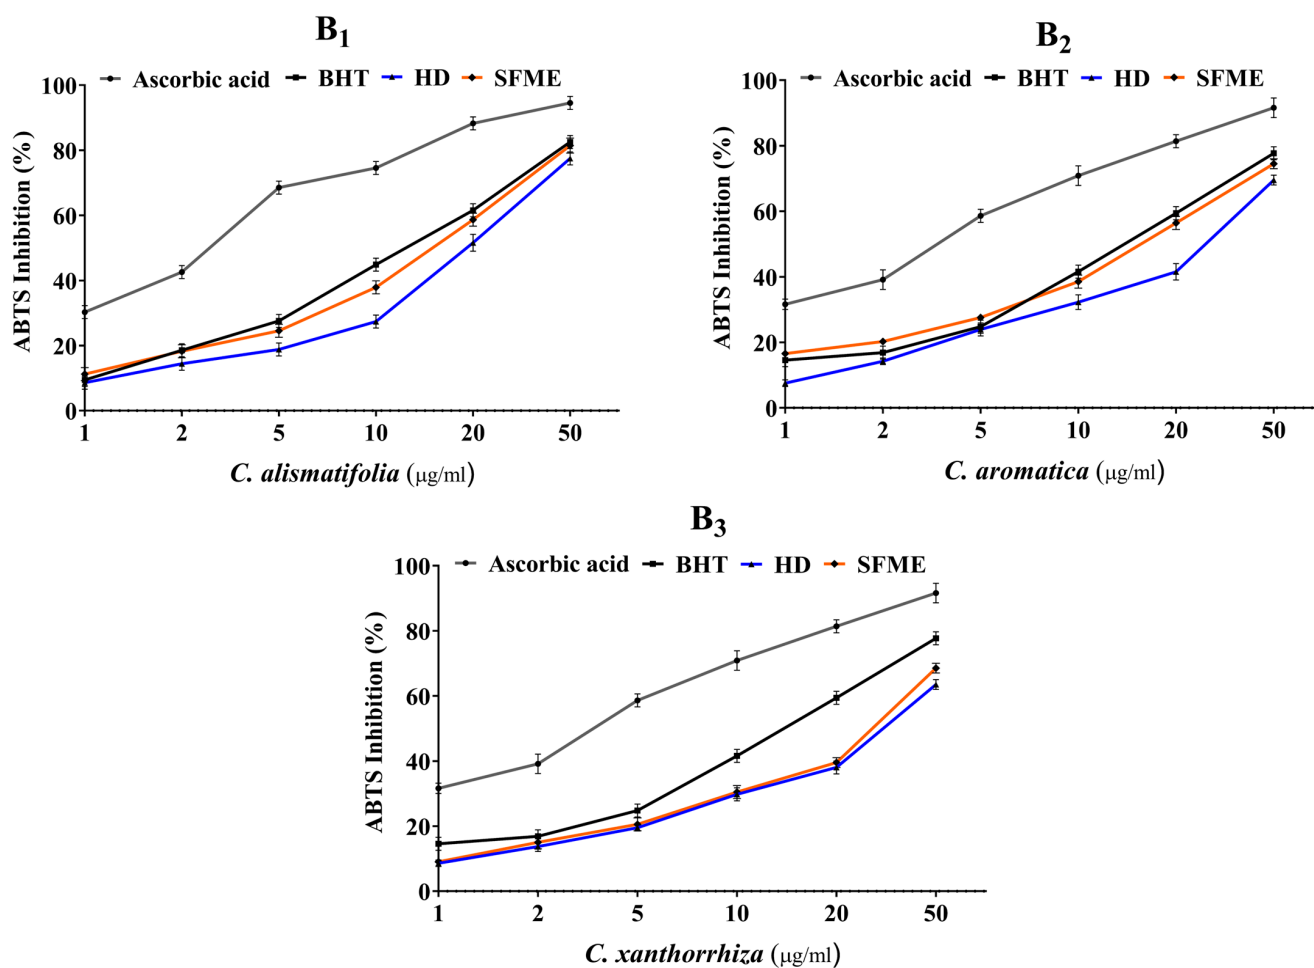 B1
Ascorbic acid BHT HD SFME
ABTS Inhibition (%)
100
80
60
40
20
0
1 2 5 10 20 50
C. alismatifolia (μg/ml)
B2
Ascorbic acid BHT HD SFME
ABTS Inhibition (%)
100
80
60
40
20
0
1 2 5 10 20 50
C. aromatica (μg/ml)
B3
Ascorbic acid BHT HD SFME
ABTS Inhibition (%)
100
80
60
40
20
0
1 2 5 10 20 50
C. xanthorrhiza (μg/ml)